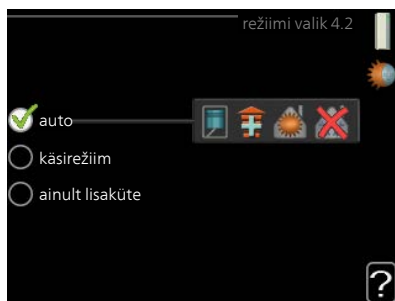 režiimi valik 4.2
auto
käsirežiim
ainult lisaküte
?